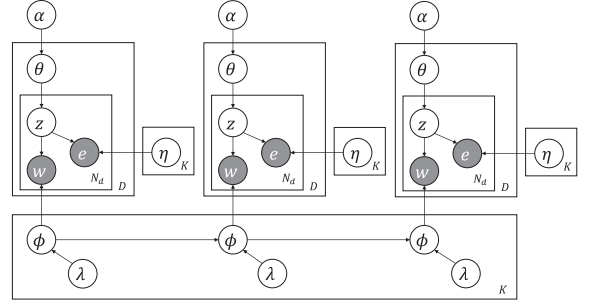 α α α
θ θ θ
z z z
e η e η e η
w K w K w K
N_d D N_d D N_d D
ϕ ϕ ϕ
λ λ λ
K